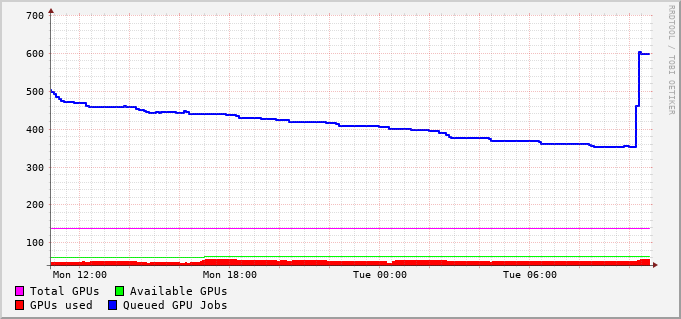 700
600
500
400
300
200
100
Mon 12:00 Mon 18:00 Tue 00:00 Tue 06:00
Total GPUs Available GPUs
GPUs used Queued GPU Jobs
RRDTOOL / TOBI OETIKER